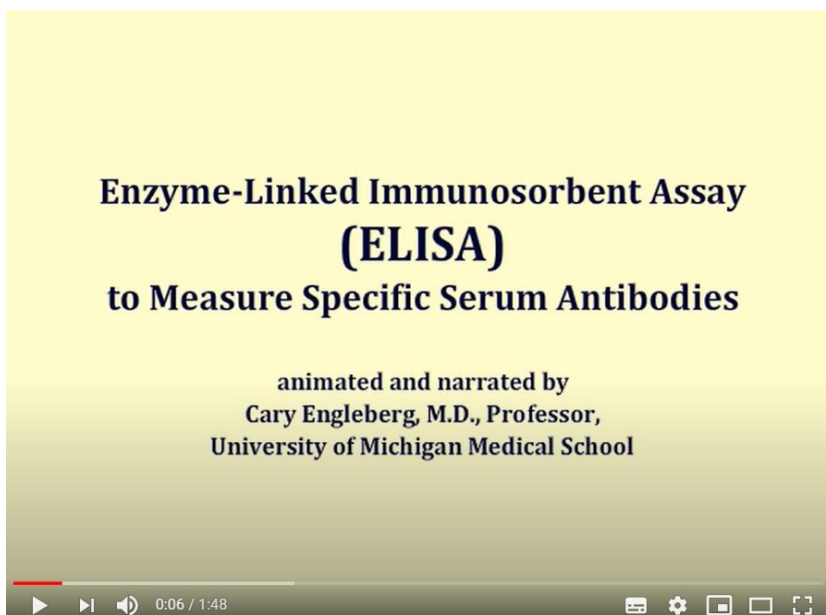 Enzyme-Linked Immunosorbent Assay
(ELISA)
to Measure Specific Serum Antibodies
animated and narrated by
Cary Engleberg, M.D., Professor,
University of Michigan Medical School
0:06 / 1:48